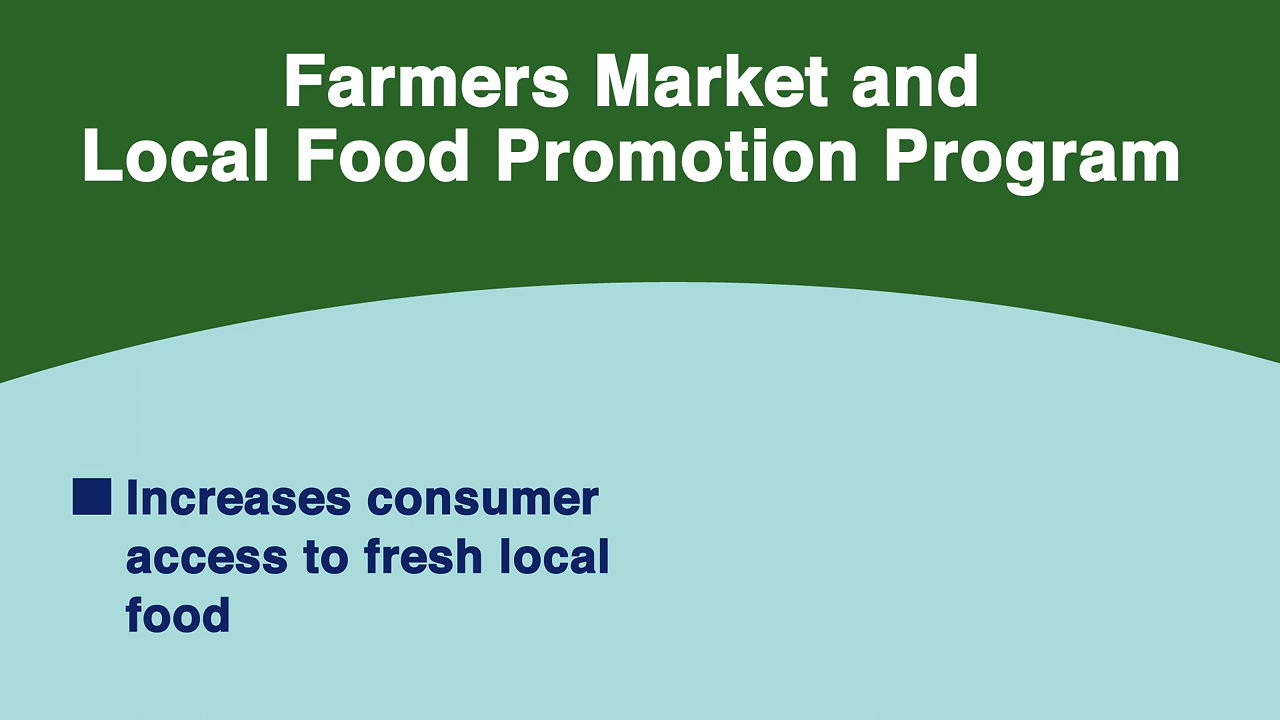 Farmers Market and
Local Food Promotion Program
Increases consumer
access to fresh local
food